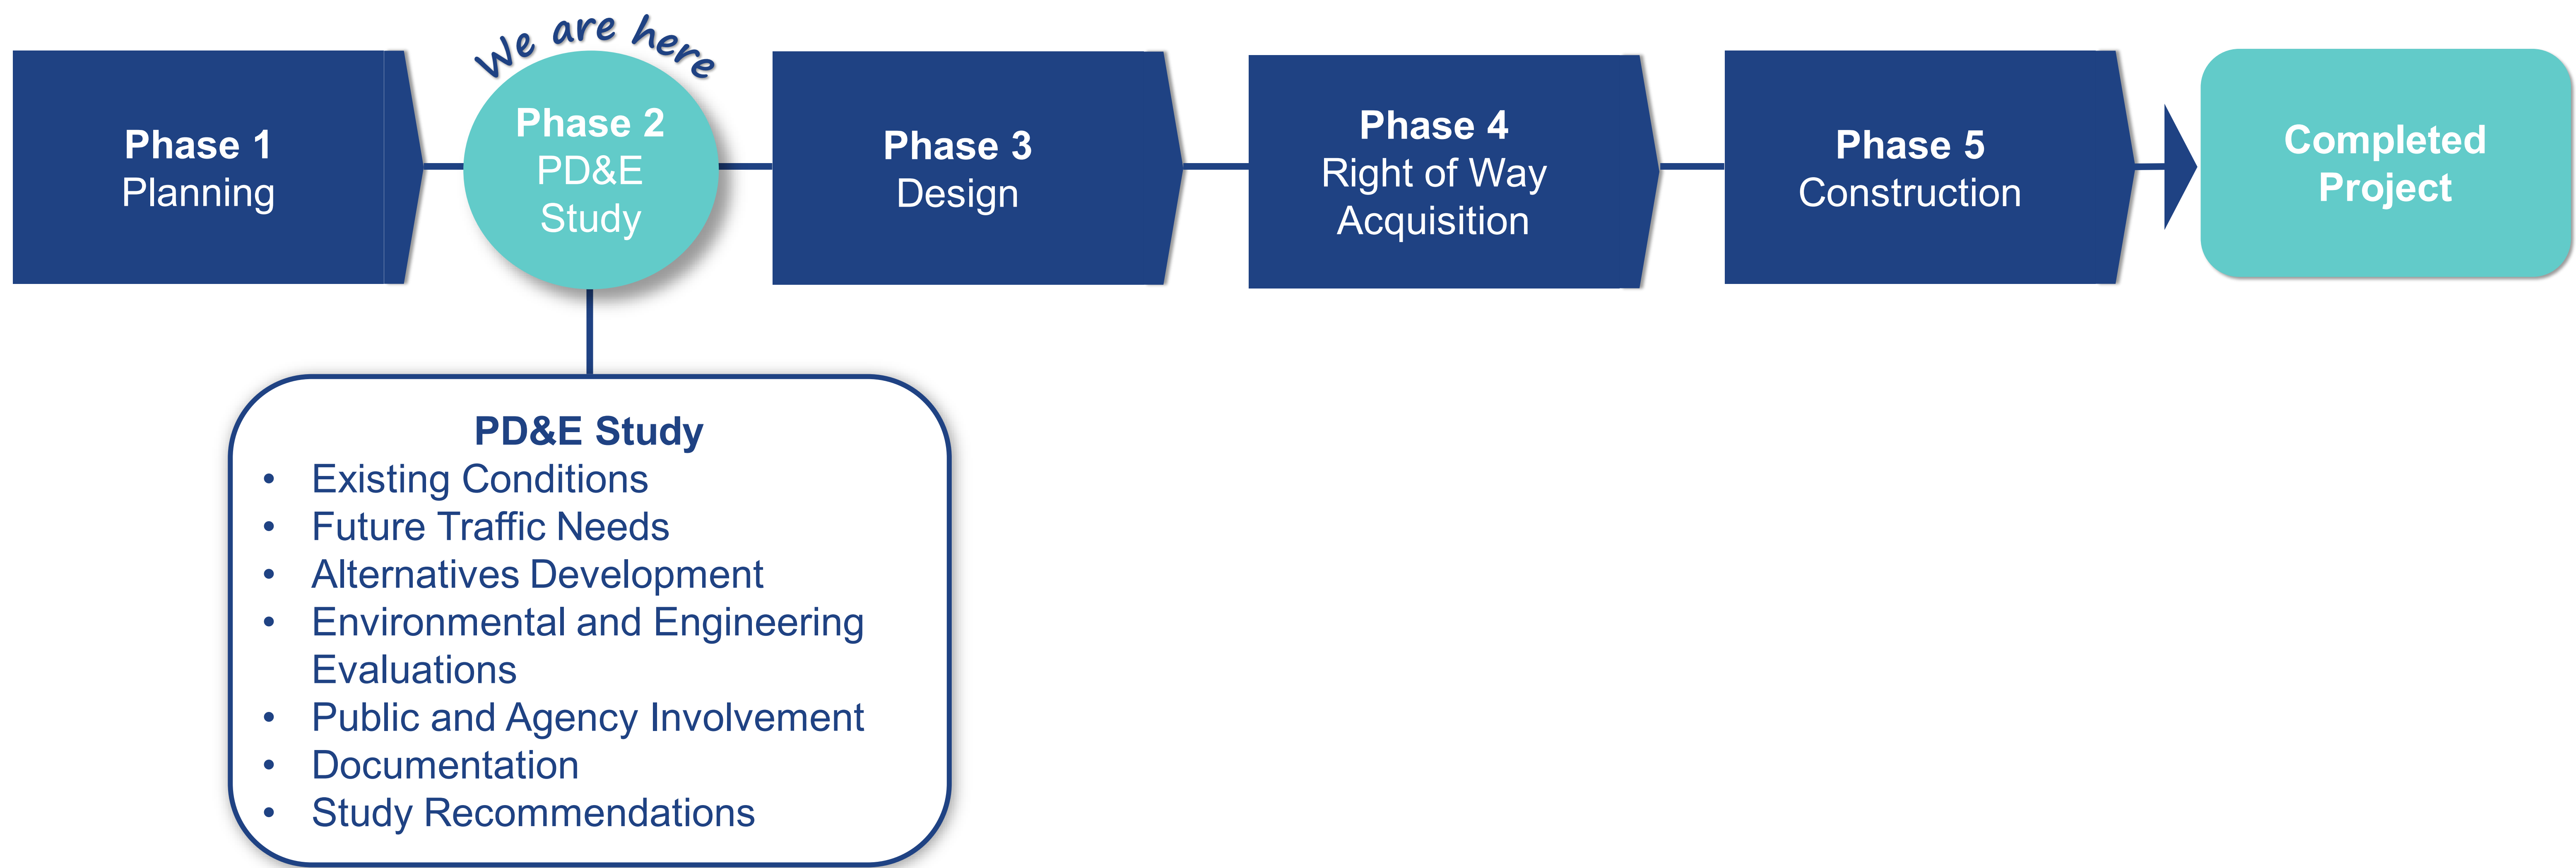 We are here
Phase 1
Planning
Phase 2
PD&E
Study
Phase 3
Design
Phase 4
Right of Way
Acquisition
Phase 5
Construction
Completed
Project
PD&E Study
• Existing Conditions
• Future Traffic Needs
• Alternatives Development
• Environmental and Engineering
Evaluations
• Public and Agency Involvement
• Documentation
• Study Recommendations